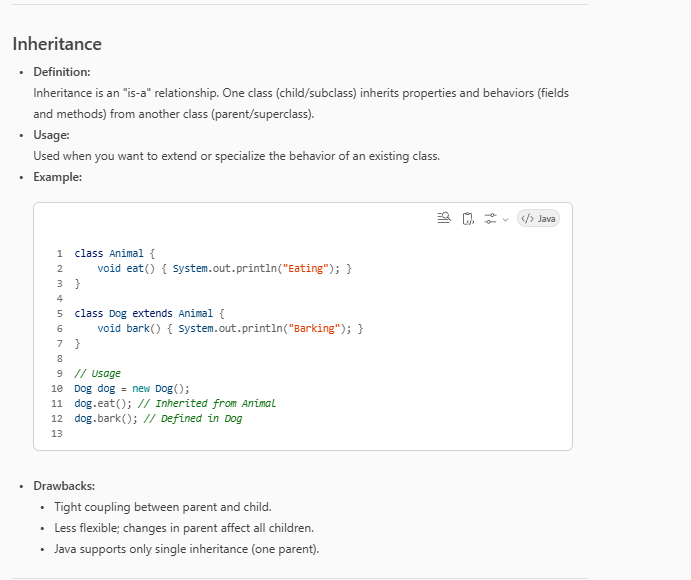 Inheritance
• Definition:
Inheritance is an "is-a" relationship. One class (child/subclass) inherits properties and behaviors (fields
and methods) from another class (parent/superclass).
• Usage:
Used when you want to extend or specialize the behavior of an existing class.
• Example:
</> Java
1 class Animal {
2     void eat() { System.out.println("Eating"); }
3 }
4
5 class Dog extends Animal {
6     void bark() { System.out.println("Barking"); }
7 }
8
9 // Usage
10 Dog dog = new Dog();
11 dog.eat(); // Inherited from Animal
12 dog.bark(); // Defined in Dog
13
• Drawbacks:
• Tight coupling between parent and child.
• Less flexible; changes in parent affect all children.
• Java supports only single inheritance (one parent).